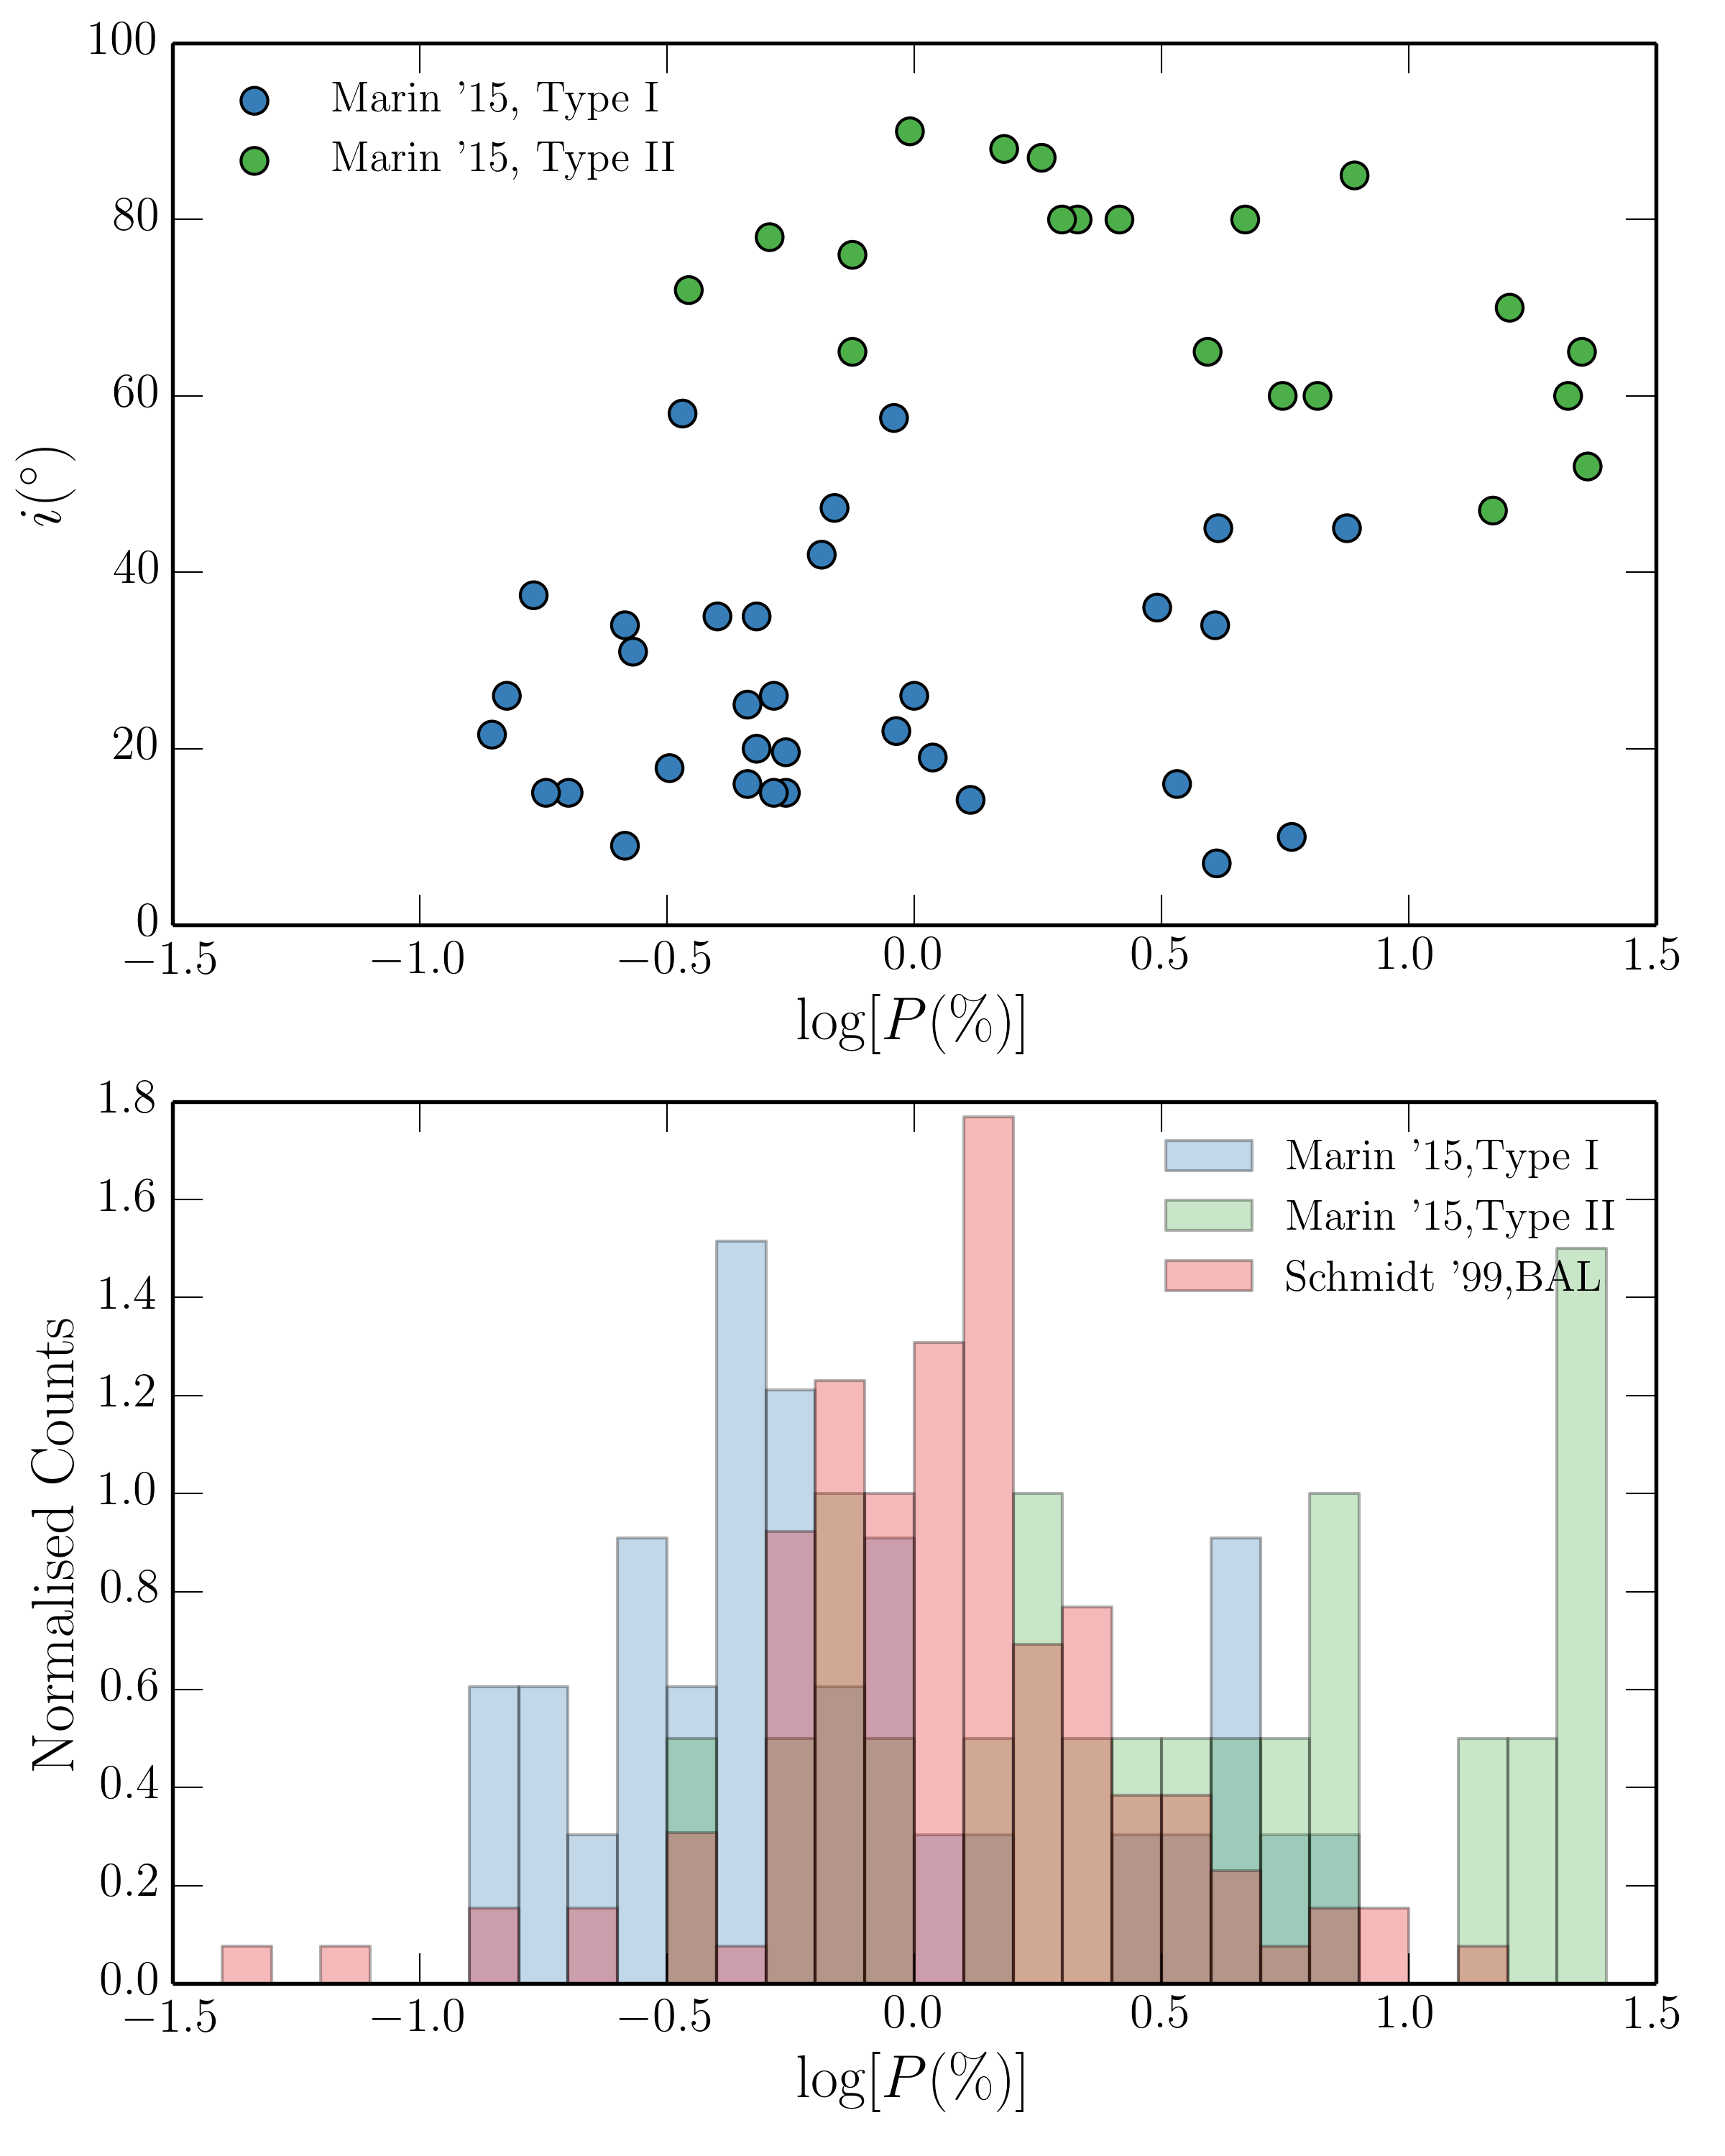 100
80
60
40
20
0
i(°)
Marin '15, Type I
Marin '15, Type II
−1.5 −1.0 −0.5 0.0 0.5 1.0 1.5
log[P(%)]
1.8
1.6
1.4
1.2
1.0
0.8
0.6
0.4
0.2
0.0
Normalised Counts
Marin '15,Type I
Marin '15,Type II
Schmidt '99,BAL
−1.5 −1.0 −0.5 0.0 0.5 1.0 1.5
log[P(%)]